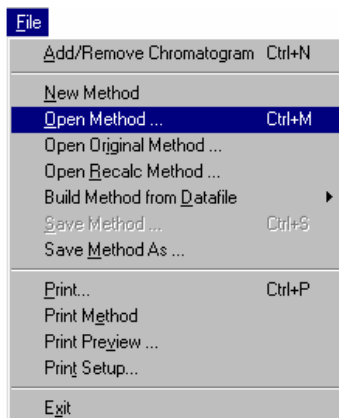 File
Add/Remove Chromatogram Ctrl+N
New Method
Open Method ... Ctrl+M
Open Original Method ...
Open Recalc Method ...
Build Method from Datafile
Save Method ... Ctrl+S
Save Method As ...
Print... Ctrl+P
Print Method
Print Preview ...
Print Setup...
Exit